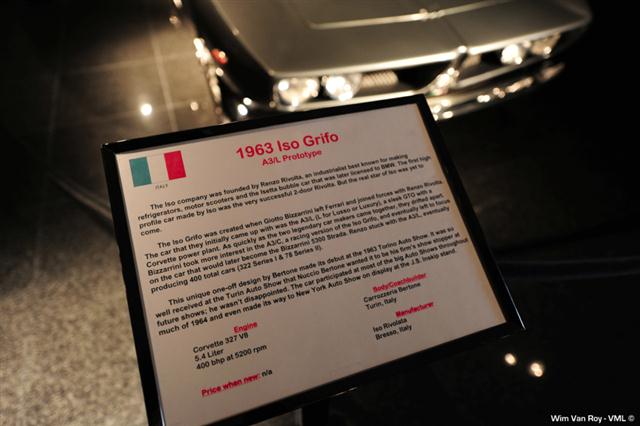 1963 Iso Grifo
A3/L Prototype
ITALY
The Iso company was founded by Renzo Rivolta, an industrialist best known for making
refrigerators, motor scooters and the Isetta bubble car that was later licensed to BMW. The first high
profile car made by Iso was the very successful 2-door Rivolta. But the real star of Iso was yet to
come.
The Iso Grifo was created when Giotto Bizzarrini left Ferrari and joined forces with Renzo Rivolta.
The car that they initially came up with was the A3/L (L for Lusso or Luxury), a sleek GTO with a
Corvette power plant. As quickly as the two legendary car makers came together, they drifted apart.
Bizzarrini took more interest in the A3/C, a racing version of the Iso Grifo, and eventually left to focus
on the car that would later become the Bizzarrini 5300 Strada. Renzo stuck with the A3/L, eventually
producing 400 total cars (322 Series I & 78 Series II).
This unique one-off design by Bertone made its debut at the 1963 Torino Auto Show. It was so
well received at the Turin Auto Show that Nuccio Bertone wanted it to be his firm's show stopper at
future shows; he wasn't disappointed. The car participated at most of the big Auto Shows throughout
much of 1964 and even made its way to New York Auto Show on display at the J.S. Inskip stand.
Engine
Corvette 327 V8
5.4 Liter
400 bhp at 5200 rpm
Price when new: n/a
Body/Coachbuilder
Carrozzeria Bertone
Turin, Italy
Manufacturer
Iso Rivolata
Bresso, Italy
Wim Van Roy - VML ©